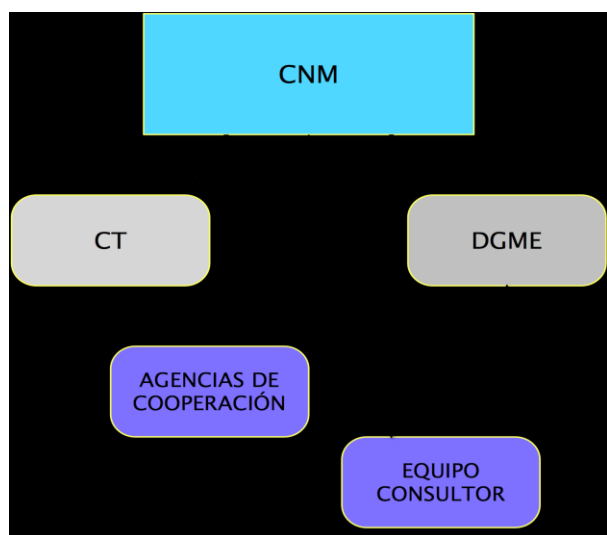 CNM
CT
DGME
AGENCIAS DE
COOPERACIÓN
EQUIPO
CONSULTOR